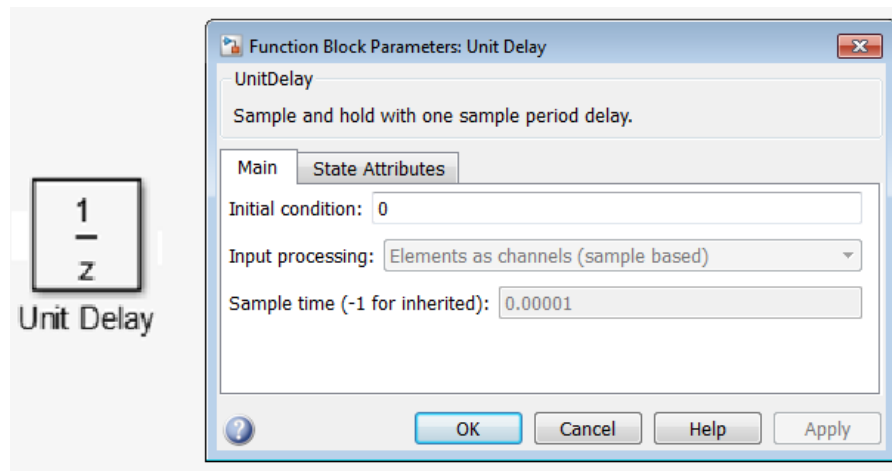 Function Block Parameters: Unit Delay
UnitDelay
Sample and hold with one sample period delay.
Main State Attributes
Initial condition: 0
Input processing: Elements as channels (sample based)
Sample time (-1 for inherited): 0.00001
OK Cancel Help Apply
1
z
Unit Delay